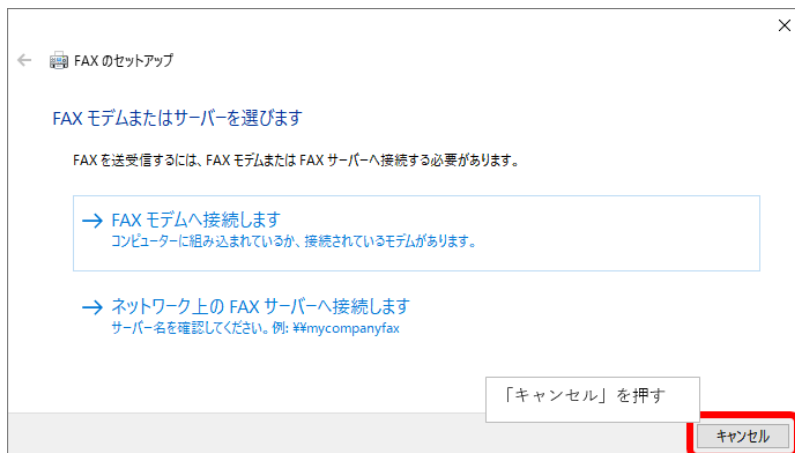 FAX のセットアップ
FAX モデムまたはサーバーを選びます
FAX を送受信するには、FAX モデムまたは FAX サーバーへ接続する必要があります。
→ FAX モデムへ接続します
コンピューターに組み込まれているか、接続されているモデムがあります。
→ ネットワーク上の FAX サーバーへ接続します
サーバー名を確認してください。例: ¥¥mycompanyfax
「キャンセル」を押す
キャンセル